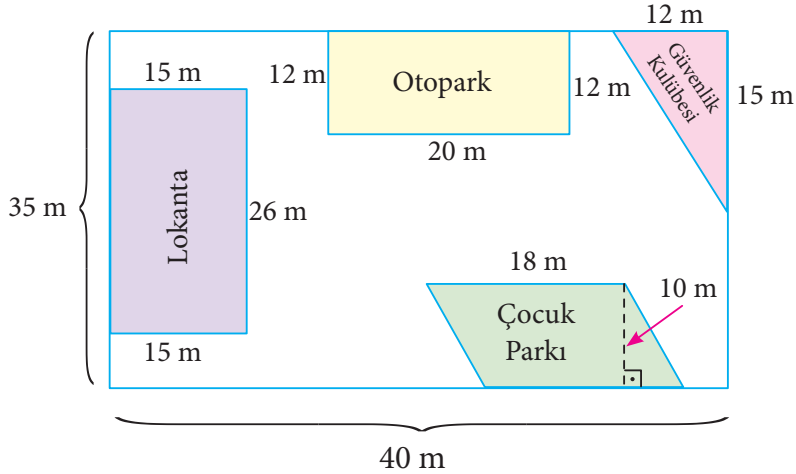 12 m
15 m
12 m
Otopark
12 m
Güvenlik
Kulübesi
15 m
20 m
35 m
Lokanta
26 m
18 m
10 m
Çocuk
Parkı
15 m
40 m